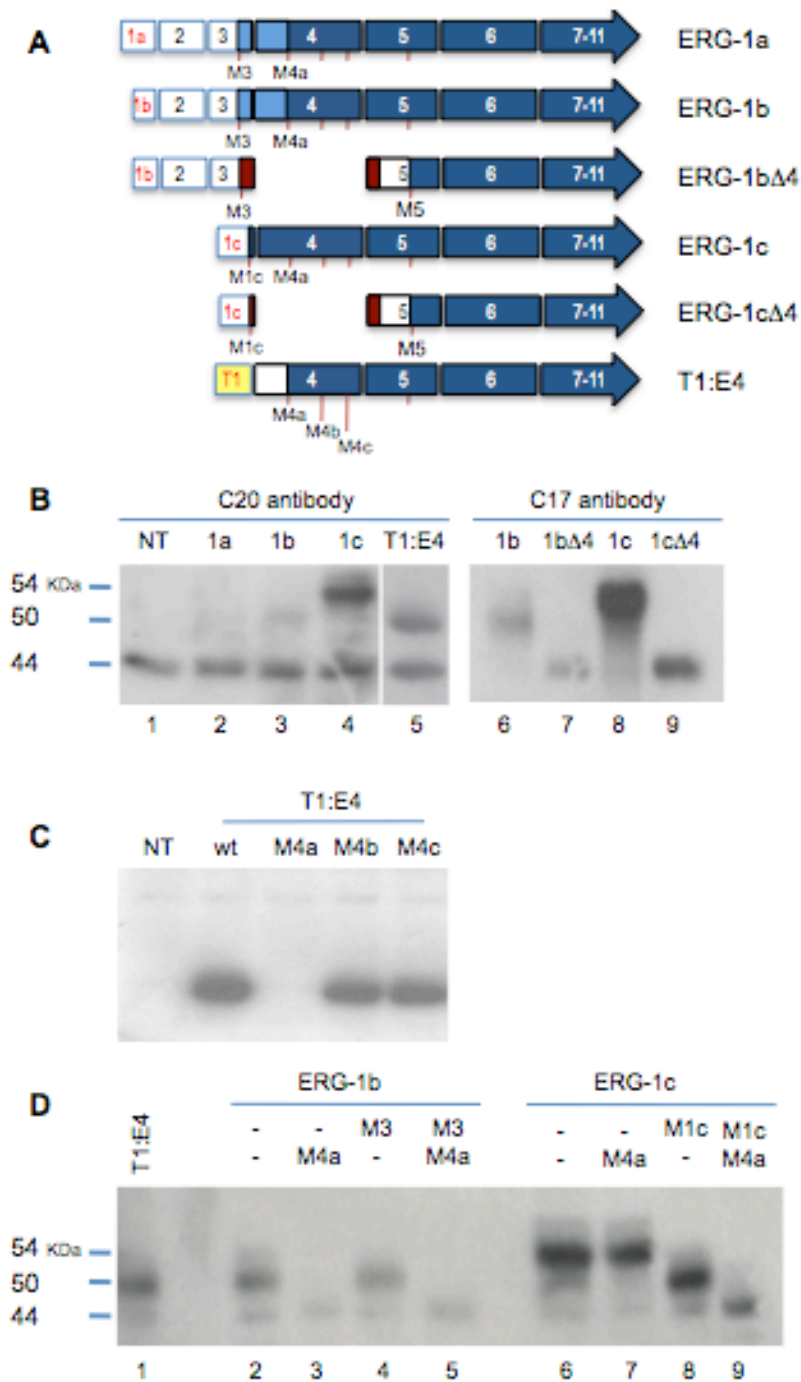 A
1a 2 3 4 5 6 7-11 ERG-1a
M3 M4a
1b 2 3 4 5 6 7-11 ERG-1b
M3 M4a
1b 2 3 5 6 7-11 ERG-1bΔ4
M3 M5
1c 4 5 6 7-11 ERG-1c
M1c M4a
1c 5 6 7-11 ERG-1cΔ4
M1c M5
T1 4 5 6 7-11 T1:E4
M4a
M4b
M4c
B
C20 antibody C17 antibody
NT 1a 1b 1c T1:E4 1b 1bΔ4 1c 1cΔ4
54 KDa
50
44
1 2 3 4 5 6 7 8 9
C
T1:E4
NT wt M4a M4b M4c
D
T1:E4
ERG-1b ERG-1c
- - M3 M3 - - M1c M1c
- M4a - M4a - M4a - M4a
54 KDa
50
44
1 2 3 4 5 6 7 8 9